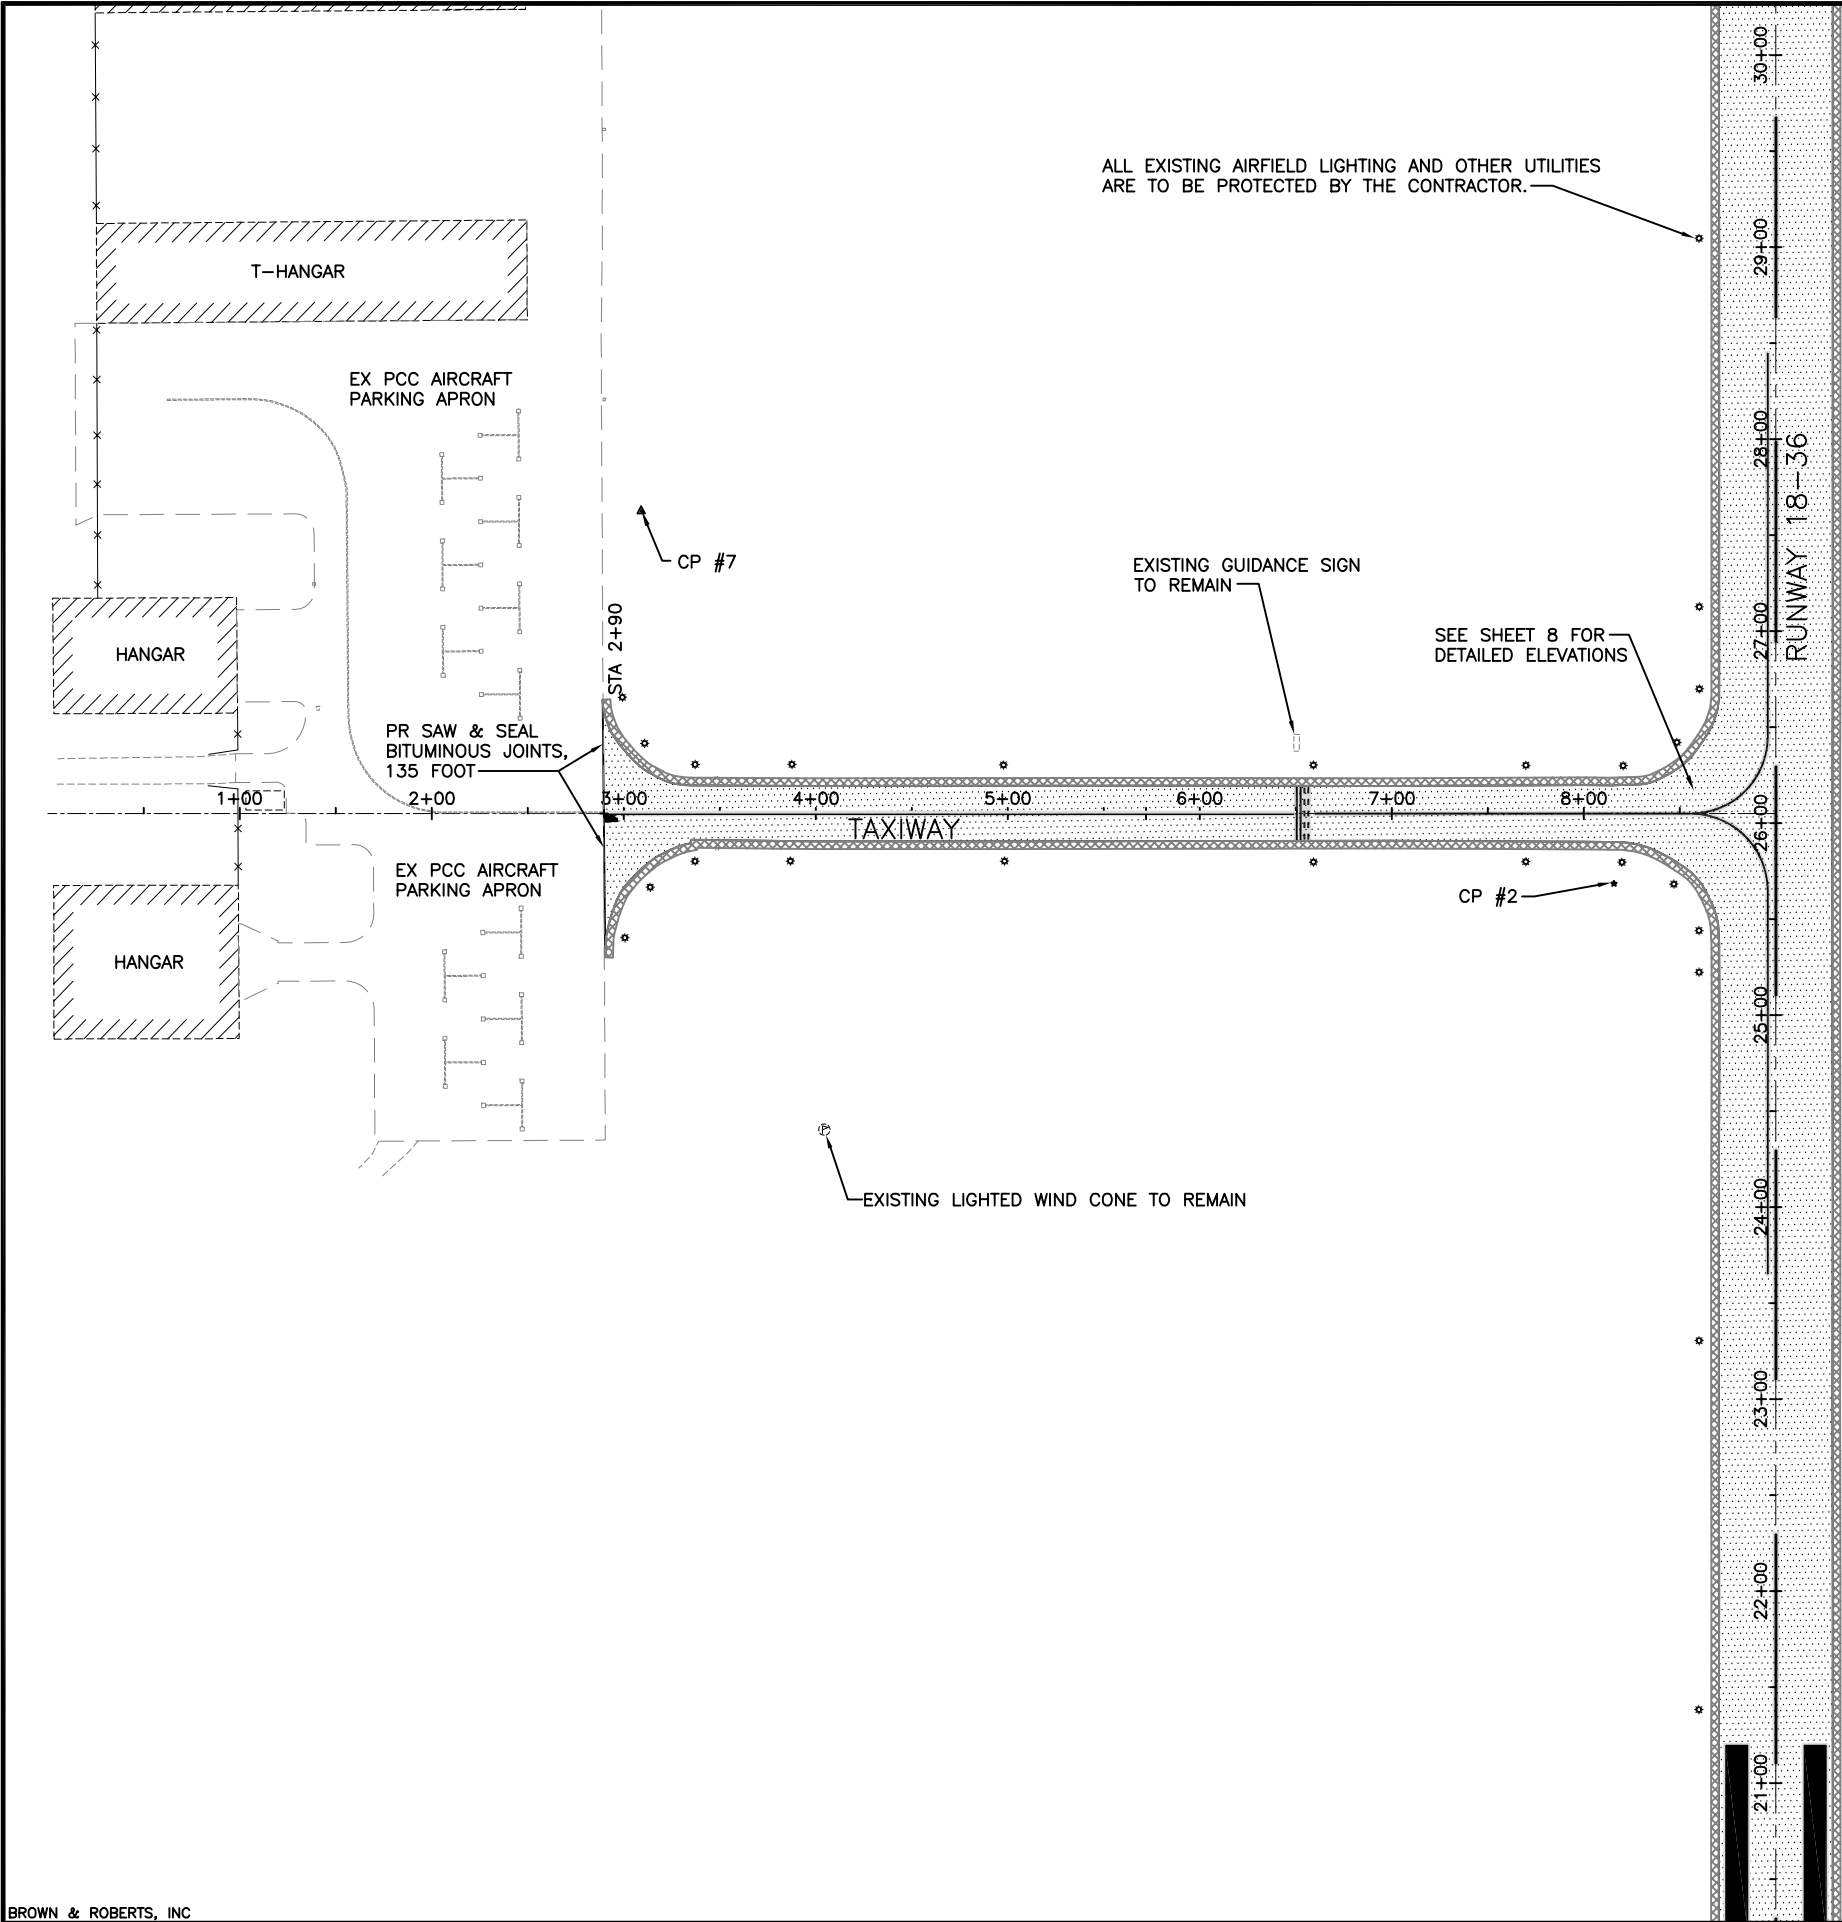 30+00
ALL EXISTING AIRFIELD LIGHTING AND OTHER UTILITIES
ARE TO BE PROTECTED BY THE CONTRACTOR.
29+00
T-HANGAR
EX PCC AIRCRAFT
PARKING APRON
28+00
RUNWAY 18-36
CP #7
EXISTING GUIDANCE SIGN
TO REMAIN
STA 2+90
27+00
SEE SHEET 8 FOR
DETAILED ELEVATIONS
HANGAR
PR SAW & SEAL
BITUMINOUS JOINTS,
135 FOOT
1+00
2+00
3+00
4+00
5+00
6+00
7+00
8+00
26+00
TAXIWAY
EX PCC AIRCRAFT
PARKING APRON
CP #2
HANGAR
25+00
EXISTING LIGHTED WIND CONE TO REMAIN
24+00
23+00
22+00
21+00
BROWN & ROBERTS, INC